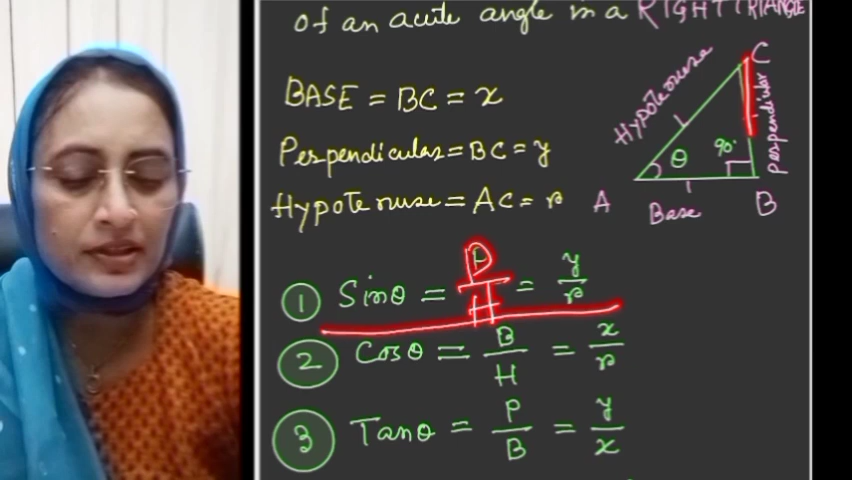 of an acute angle in a RIGHT TRIANGLE
BASE = BC = x
Perpendicular = BC = y
Hypotenuse = AC = r
Hypotenuse
C
Perpendicular
θ
90°
A
Base
B
① Sinθ = P/H = y/r
② Cosθ = B/H = x/r
③ Tanθ = P/B = y/x